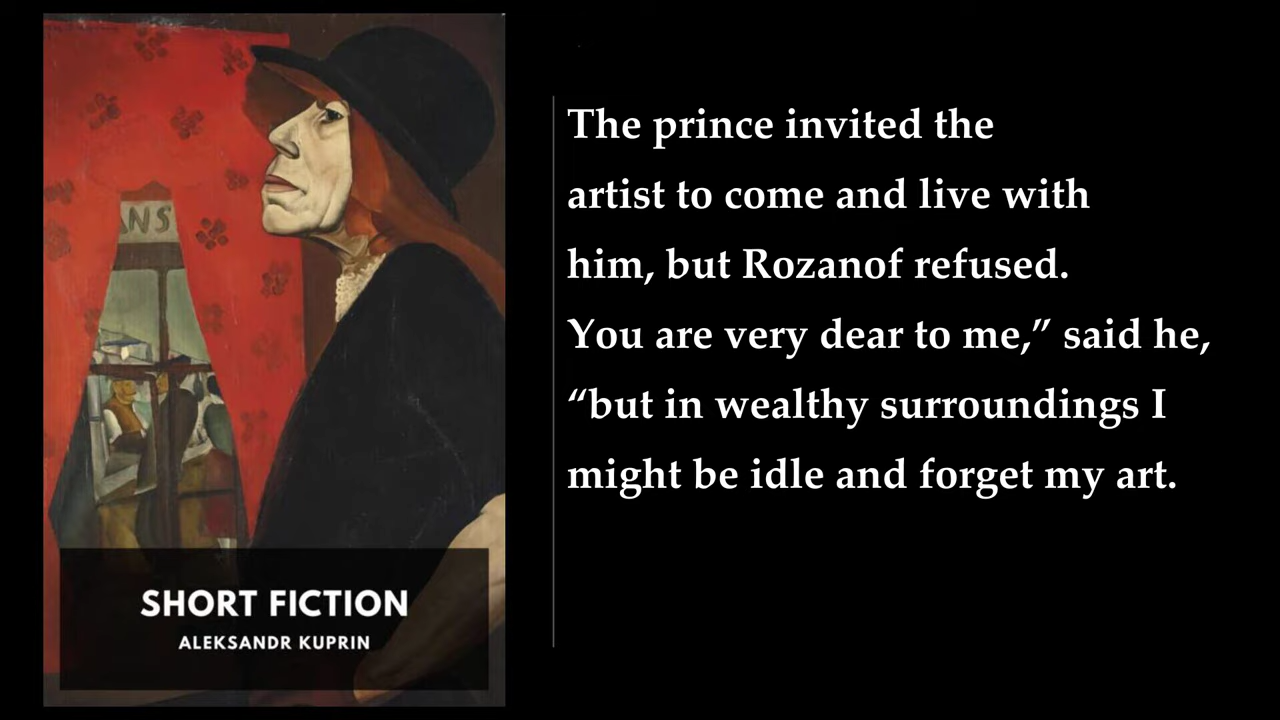 NS
SHORT FICTION
ALEKSANDR KUPRIN
The prince invited the
artist to come and live with
him, but Rozanof refused.
You are very dear to me,” said he,
“but in wealthy surroundings I
might be idle and forget my art.